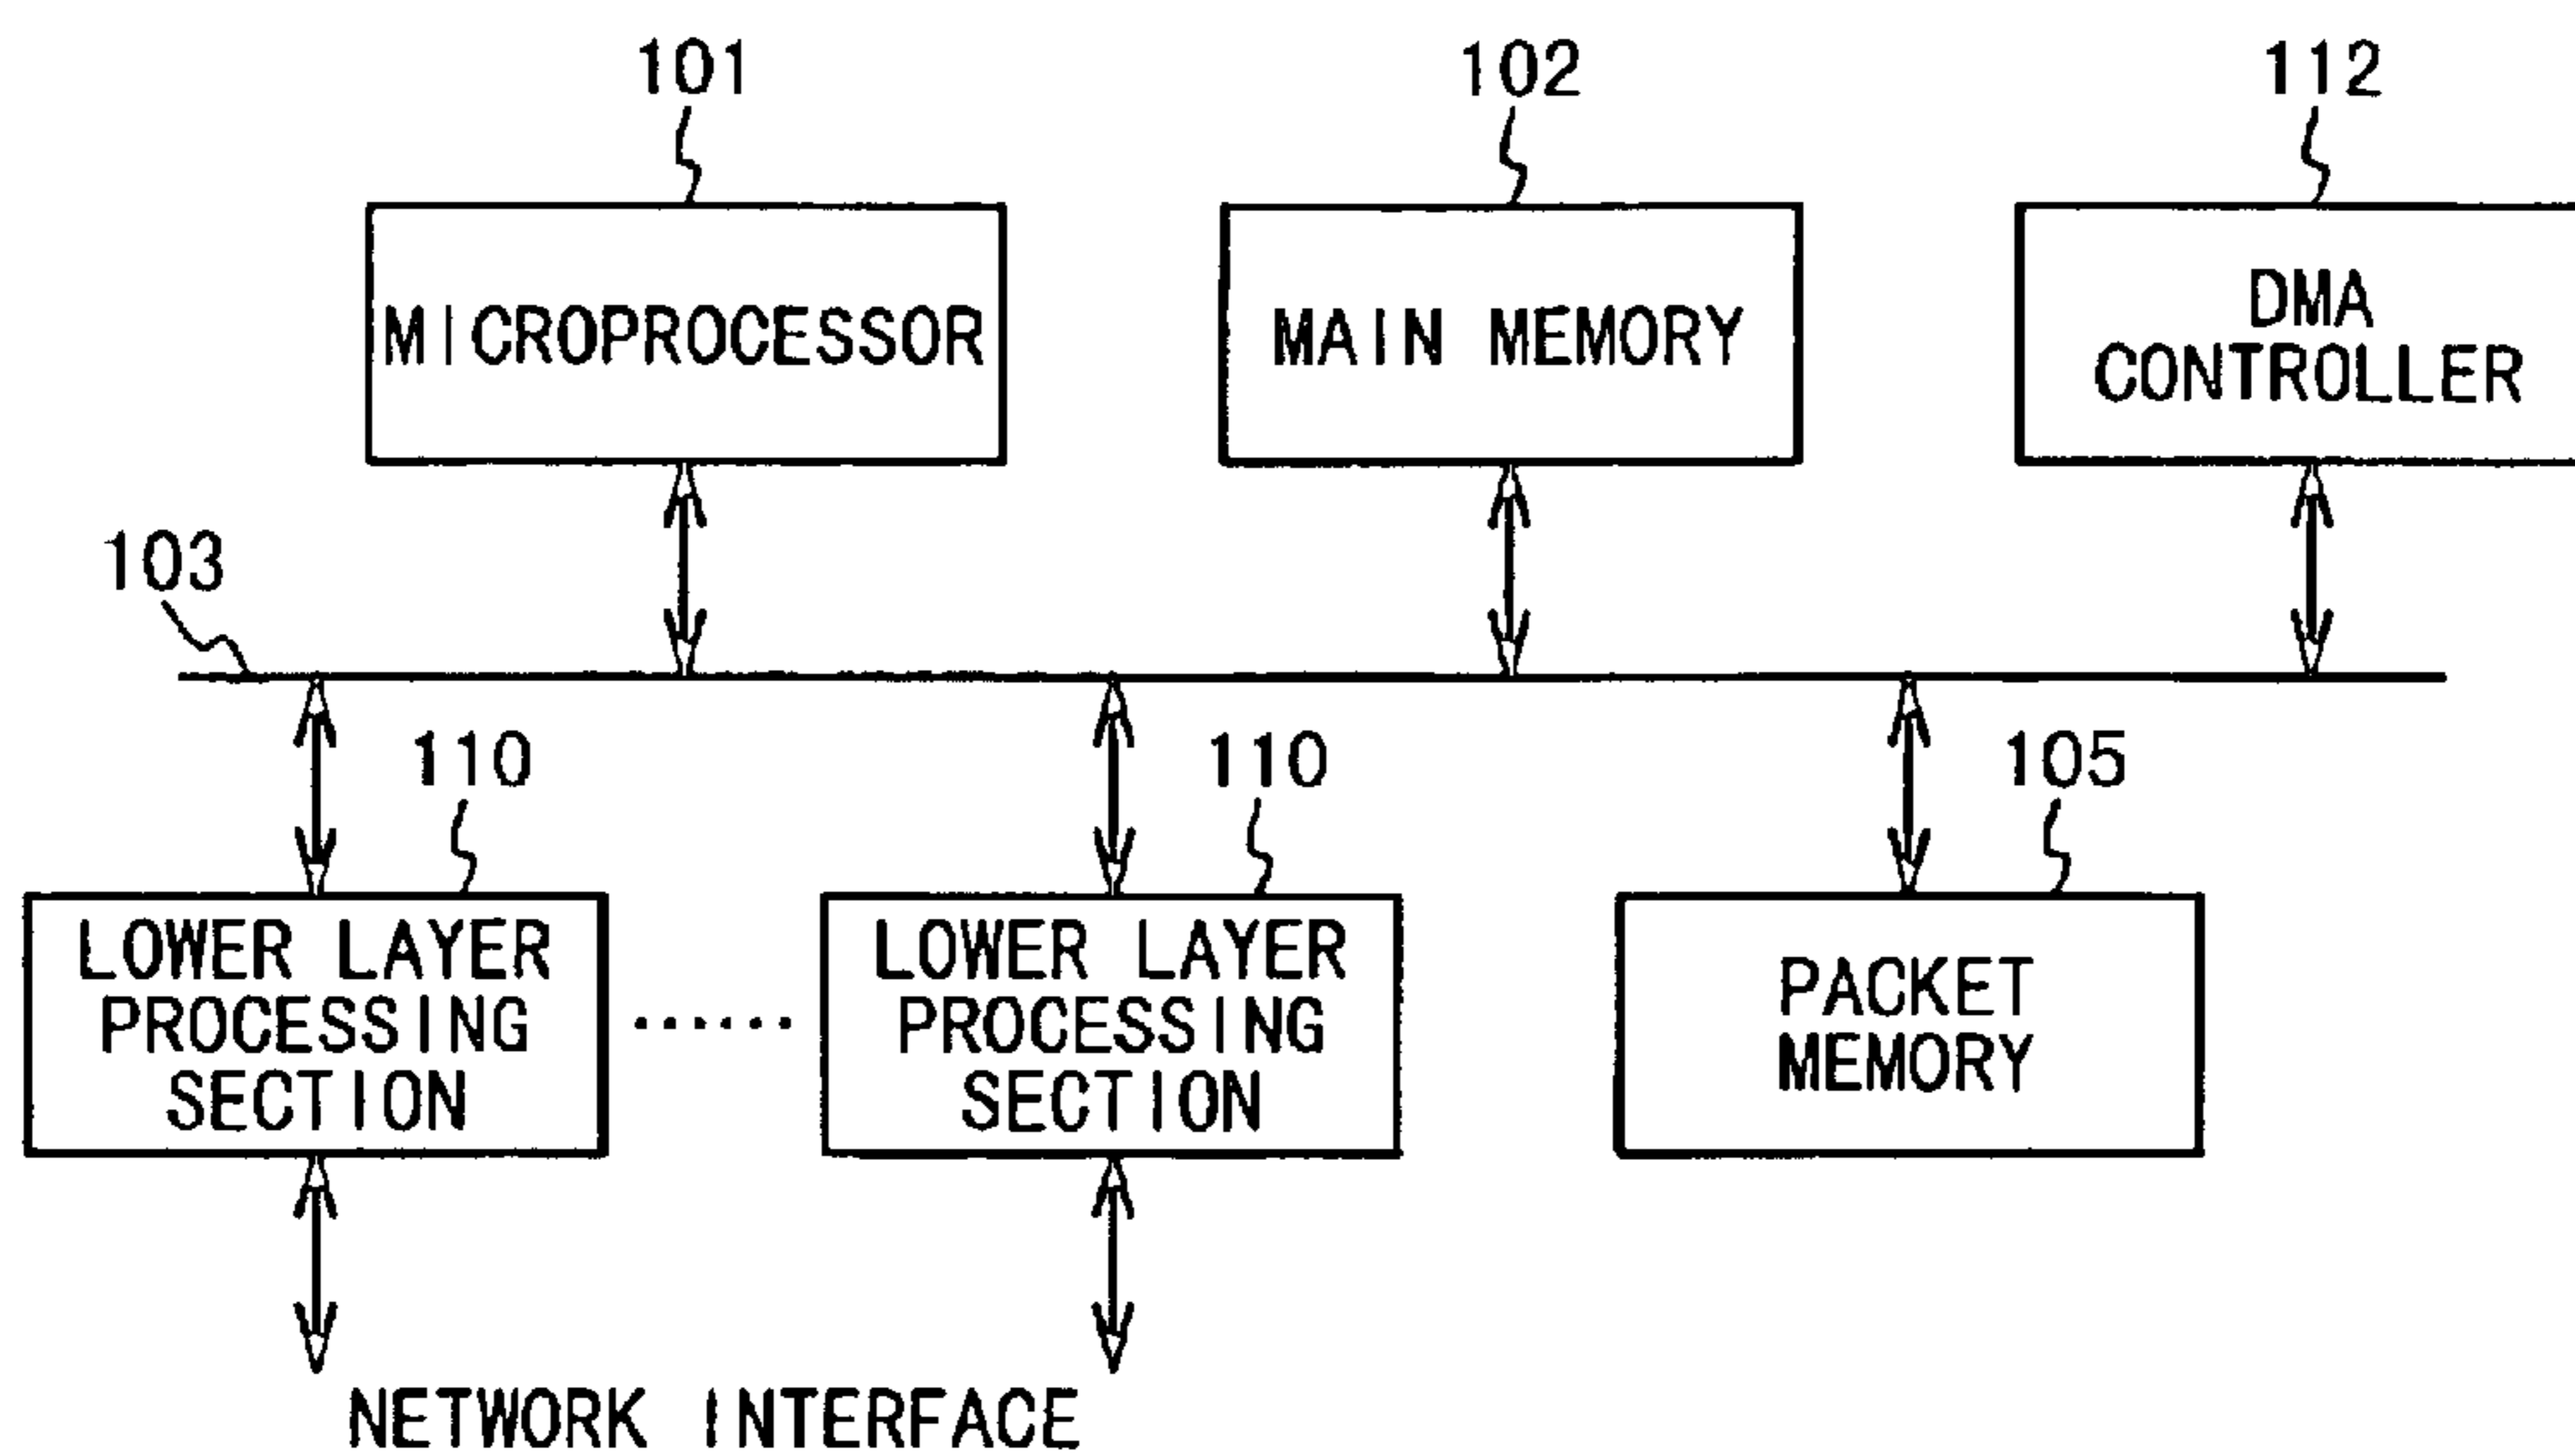 101
102
112
MICROPROCESSOR
MAIN MEMORY
DMA
CONTROLLER
103
110
110
105
LOWER LAYER
PROCESSING
SECTION
......
LOWER LAYER
PROCESSING
SECTION
PACKET
MEMORY
NETWORK INTERFACE